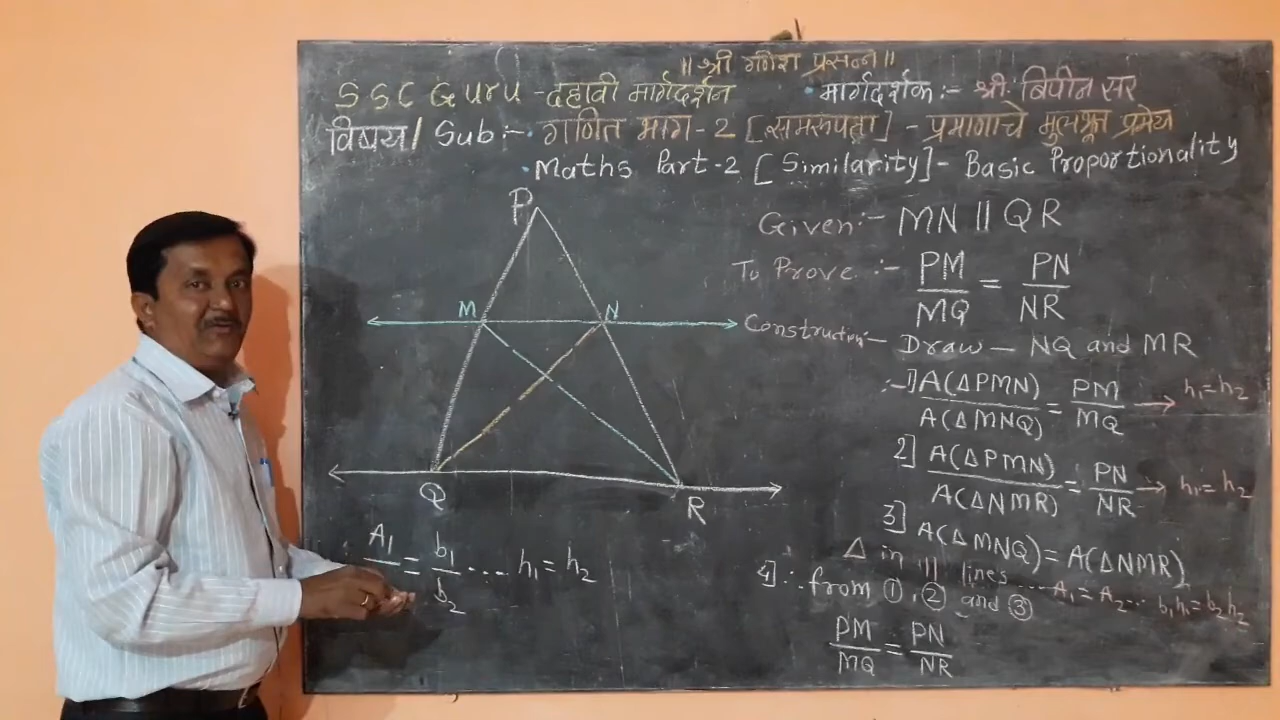 ॥ श्री गणेश प्रसन्न ॥
SSC Guru - दहावी मार्गदर्शन • मार्गदर्शक :- श्री. बिपीन सर
विषय / Sub :- • गणित भाग - 2 [समरूपता] - प्रमाणाचे मुलभूत प्रमेय
• Maths Part-2 [Similarity] - Basic Proportionality
P
M N
Q R
A₁/ = b₁/b₂ .... h₁ = h₂
Given :- MN || QR
To Prove :- PM/MQ = PN/NR
Construction - Draw - NQ and MR
:- 1] A(ΔPMN)/A(ΔMNQ) = PM/MQ → h₁=h₂
2] A(ΔPMN)/A(ΔNMR) = PN/NR → h₁=h₂
3] A(ΔMNQ) = A(ΔNMR)
Δ in || lines ... A₁ = A₂ ... b₁h₁ = b₂h₂
4] ∴ from ①, ② and ③
PM/MQ = PN/NR